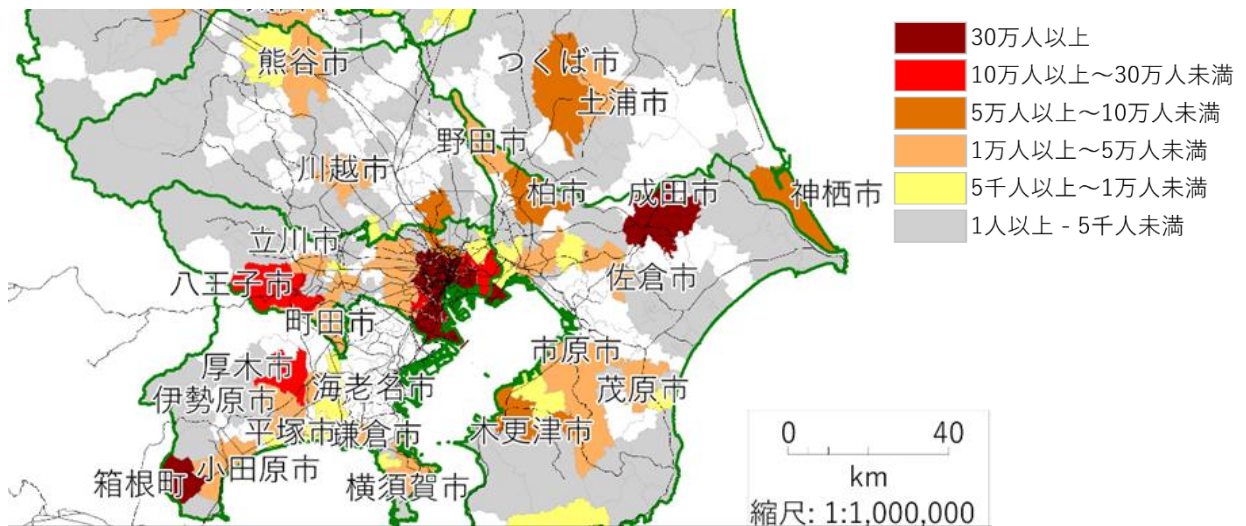 熊谷市
つくば市
土浦市
野田市
川越市
柏市
成田市
神栖市
立川市
八王子市
佐倉市
町田市
市原市
厚木市
海老名市
茂原市
伊勢原市
平塚市
鎌倉市
木更津市
箱根町
小田原市
横須賀市
30万人以上
10万人以上~30万人未満
5万人以上~10万人未満
1万人以上~5万人未満
5千人以上~1万人未満
1人以上 - 5千人未満
0 40
km
縮尺: 1:1,000,000